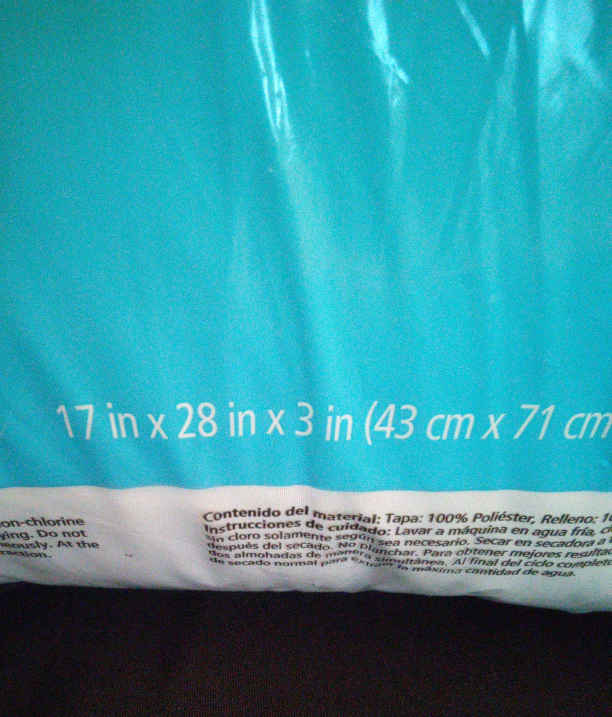 17 in x 28 in x 3 in (43 cm x 71 cm
on-chlorine
ying. Do not
neously. At the
traction.
Contenido del material: Tapa: 100% Poliéster, Relleno: 1
Instrucciones de cuidado: Lavar a máquina en agua fría, c
sin cloro solamente según sea necesario. Secar en secadora a
después del secado. No planchar. Para obtener mejores resulta
dos almohadas de manera simultánea. Al final del ciclo complet
de secado normal para extraer la máxima cantidad de agua.